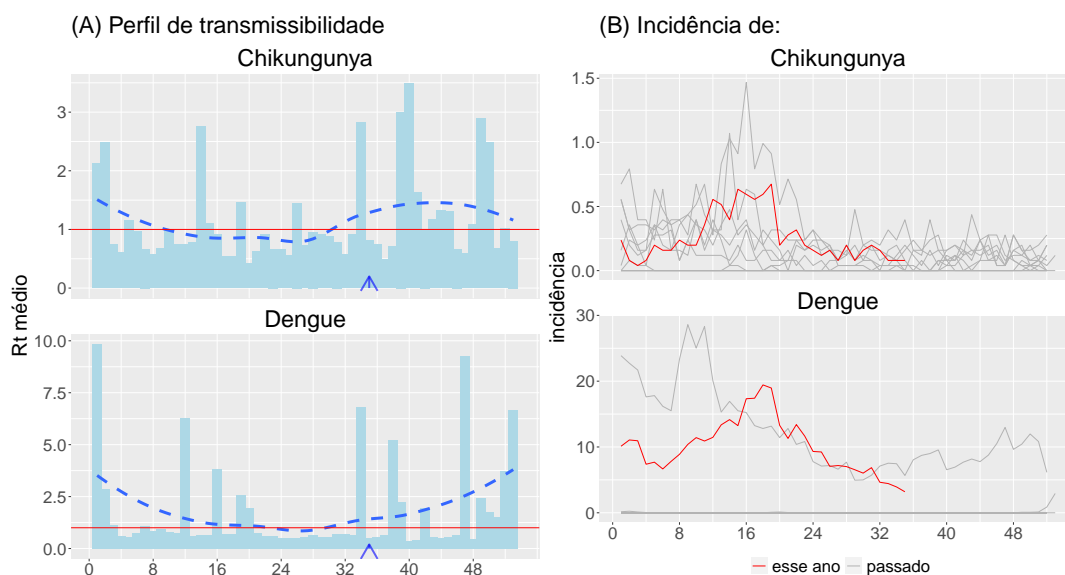 (A) Perfil de transmissibilidade
Chikungunya
3
2
1
0
Dengue
10.0
7.5
5.0
2.5
0.0
0 8 16 24 32 40 48
Rt médio
(B) Incidência de:
Chikungunya
1.5
1.0
0.5
0.0
Dengue
30
20
10
0
0 8 16 24 32 40 48
incidência
esse ano passado